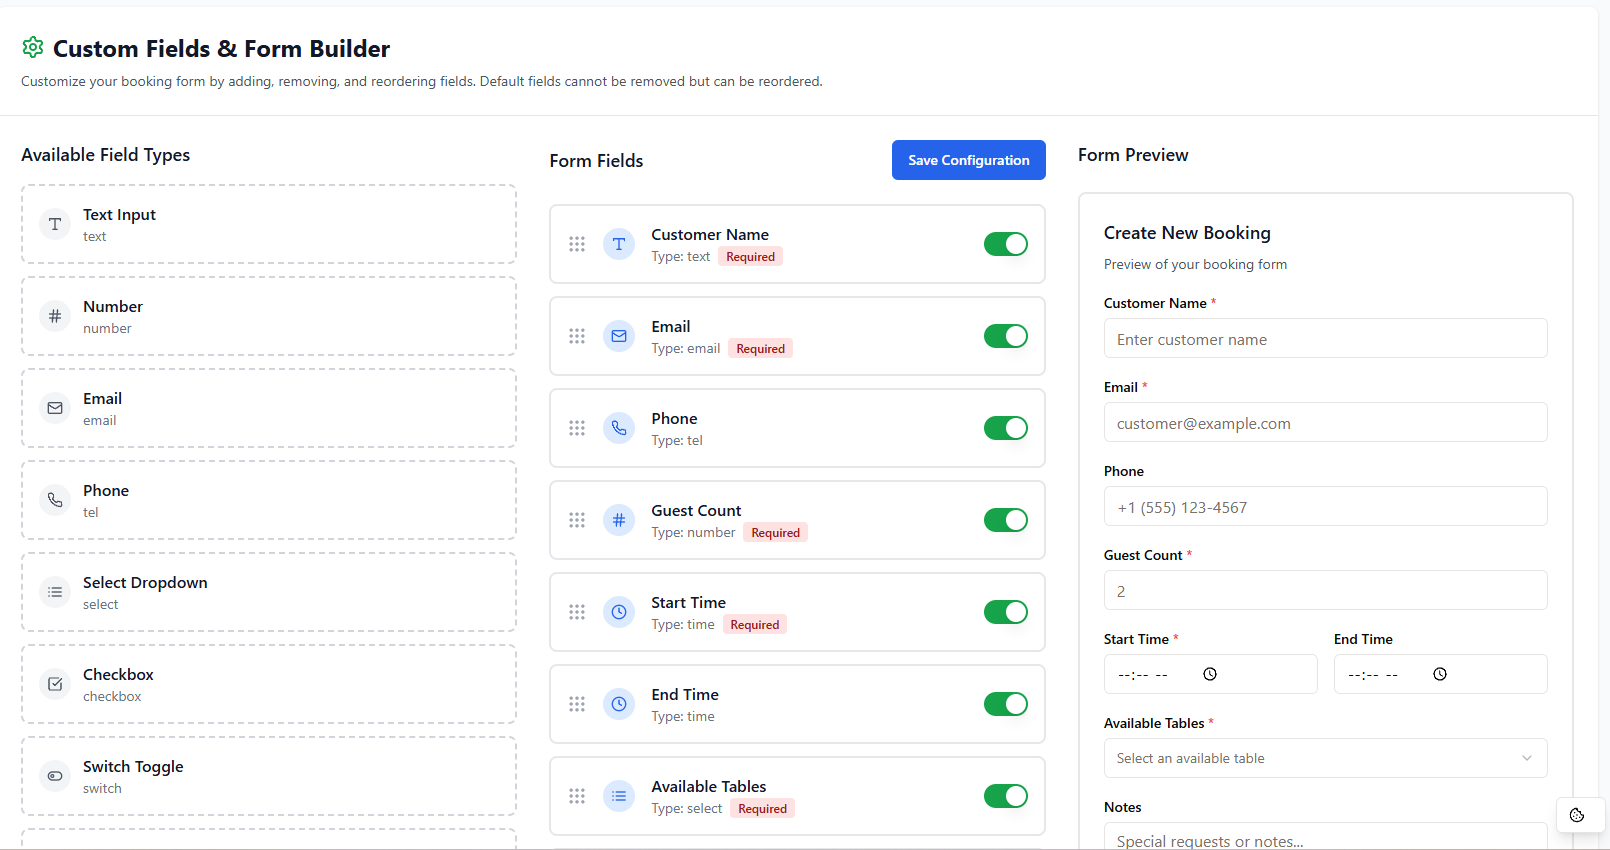 Custom Fields & Form Builder
Customize your booking form by adding, removing, and reordering fields. Default fields cannot be removed but can be reordered.
Available Field Types
Text Input
text
Number
number
Email
email
Phone
tel
Select Dropdown
select
Checkbox
checkbox
Switch Toggle
switch
Form Fields
Save Configuration
Customer Name
Type: text Required
Email
Type: email Required
Phone
Type: tel
Guest Count
Type: number Required
Start Time
Type: time Required
End Time
Type: time
Available Tables
Type: select Required
Form Preview
Create New Booking
Preview of your booking form
Customer Name *
Enter customer name
Email *
customer@example.com
Phone
+1 (555) 123-4567
Guest Count *
2
Start Time * End Time
--:-- -- --:-- --
Available Tables *
Select an available table
Notes
Special requests or notes...